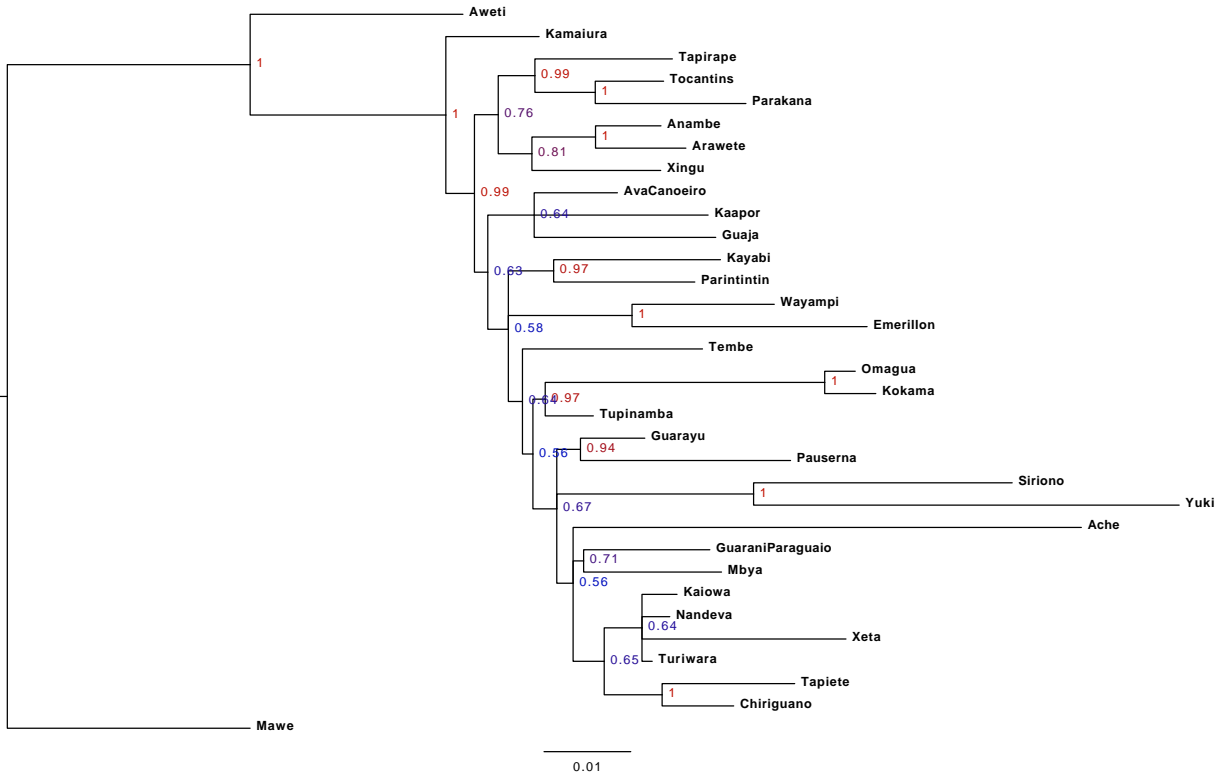 Aweti
Kamaiura
Tapirape
1
0.99
Tocantins
1
Parakana
0.76
1
Anambe
1
Arawete
0.81
Xingu
0.99
AvaCanoeiro
0.64
Kaapor
Guaja
Kayabi
0.63
0.97
Parintintin
Wayampi
1
0.58
Emerillon
Tembe
Omagua
1
Kokama
0.64
0.97
Tupinamba
Guarayu
0.94
0.56
Pauserna
Siriono
1
Yuki
0.67
Ache
GuaraniParaguaio
0.71
Mbya
0.56
Kaiowa
Nandeva
0.64
Xeta
0.65
Turiwara
Tapiete
1
Chiriguano
Mawe
0.01